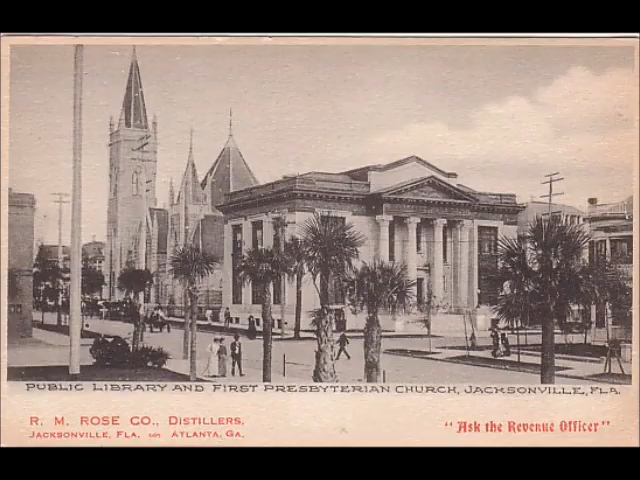 PUBLIC LIBRARY AND FIRST PRESBYTERIAN CHURCH, JACKSONVILLE, FLA.
R. M. ROSE CO., DISTILLERS,
JACKSONVILLE, FLA. ATLANTA, GA.
"Ask the Revenue Officer"